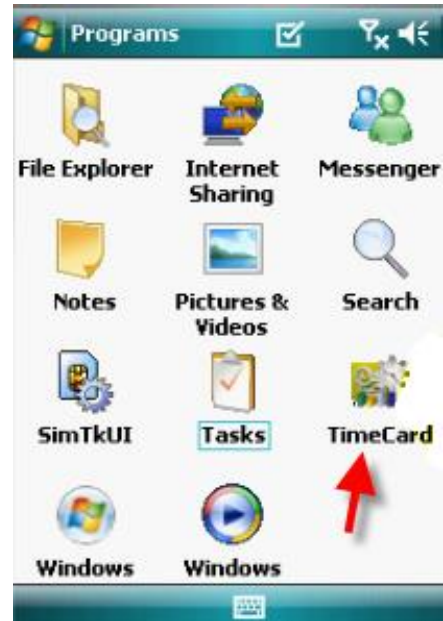 Programs
File Explorer
Internet
Sharing
Messenger
Notes
Pictures &
Videos
Search
SimTkUI
Tasks
TimeCard
Windows
Windows